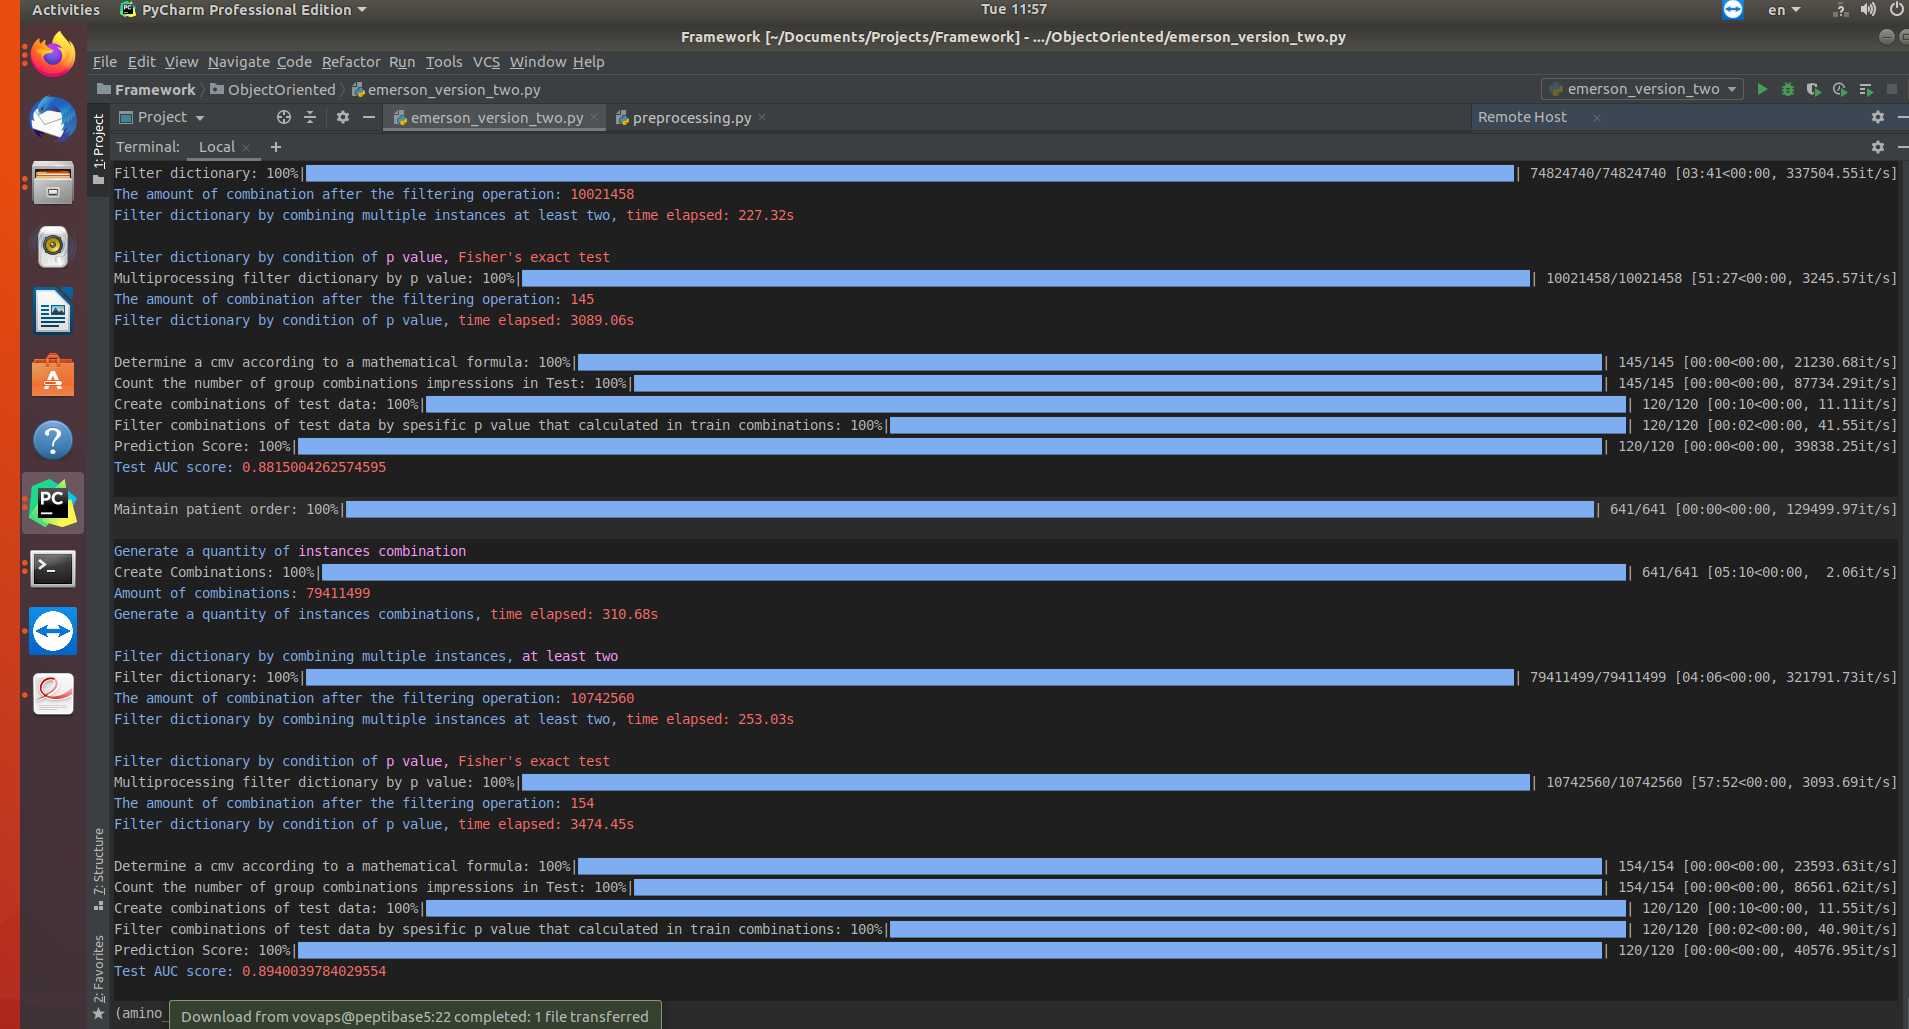 Activities PyCharm Professional Edition Tue 11:57 en
Framework [~/Documents/Projects/Framework] - .../ObjectOriented/emerson_version_two.py
File Edit View Navigate Code Refactor Run Tools VCS Window Help
Framework ObjectOriented emerson_version_two.py emerson_version_two
Project emerson_version_two.py preprocessing.py Remote Host
1: Project
Terminal: Local +
Filter dictionary: 100%| | 74824740/74824740 [03:41<00:00, 337504.55it/s]
The amount of combination after the filtering operation: 10021458
Filter dictionary by combining multiple instances at least two, time elapsed: 227.32s
Filter dictionary by condition of p value, Fisher's exact test
Multiprocessing filter dictionary by p value: 100%| | 10021458/10021458 [51:27<00:00, 3245.57it/s]
The amount of combination after the filtering operation: 145
Filter dictionary by condition of p value, time elapsed: 3089.06s
Determine a cmv according to a mathematical formula: 100%| | 145/145 [00:00<00:00, 21230.68it/s]
Count the number of group combinations impressions in Test: 100%| | 145/145 [00:00<00:00, 87734.29it/s]
Create combinations of test data: 100%| | 120/120 [00:10<00:00, 11.11it/s]
Filter combinations of test data by spesific p value that calculated in train combinations: 100%| | 120/120 [00:02<00:00, 41.55it/s]
Prediction Score: 100%| | 120/120 [00:00<00:00, 39838.25it/s]
Test AUC score: 0.8815004262574595
Maintain patient order: 100%| | 641/641 [00:00<00:00, 129499.97it/s]
Generate a quantity of instances combination
Create Combinations: 100%| | 641/641 [05:10<00:00, 2.06it/s]
Amount of combinations: 79411499
Generate a quantity of instances combinations, time elapsed: 310.68s
Filter dictionary by combining multiple instances, at least two
Filter dictionary: 100%| | 79411499/79411499 [04:06<00:00, 321791.73it/s]
The amount of combination after the filtering operation: 10742560
Filter dictionary by combining multiple instances at least two, time elapsed: 253.03s
Filter dictionary by condition of p value, Fisher's exact test
Multiprocessing filter dictionary by p value: 100%| | 10742560/10742560 [57:52<00:00, 3093.69it/s]
The amount of combination after the filtering operation: 154
Filter dictionary by condition of p value, time elapsed: 3474.45s
Determine a cmv according to a mathematical formula: 100%| | 154/154 [00:00<00:00, 23593.63it/s]
Count the number of group combinations impressions in Test: 100%| | 154/154 [00:00<00:00, 86561.62it/s]
Create combinations of test data: 100%| | 120/120 [00:10<00:00, 11.55it/s]
Filter combinations of test data by spesific p value that calculated in train combinations: 100%| | 120/120 [00:02<00:00, 40.90it/s]
Prediction Score: 100%| | 120/120 [00:00<00:00, 40576.95it/s]
Test AUC score: 0.8940039784029554
7: Structure
2: Favorites
(amino_
Download from vovaps@peptibase5:22 completed: 1 file transferred